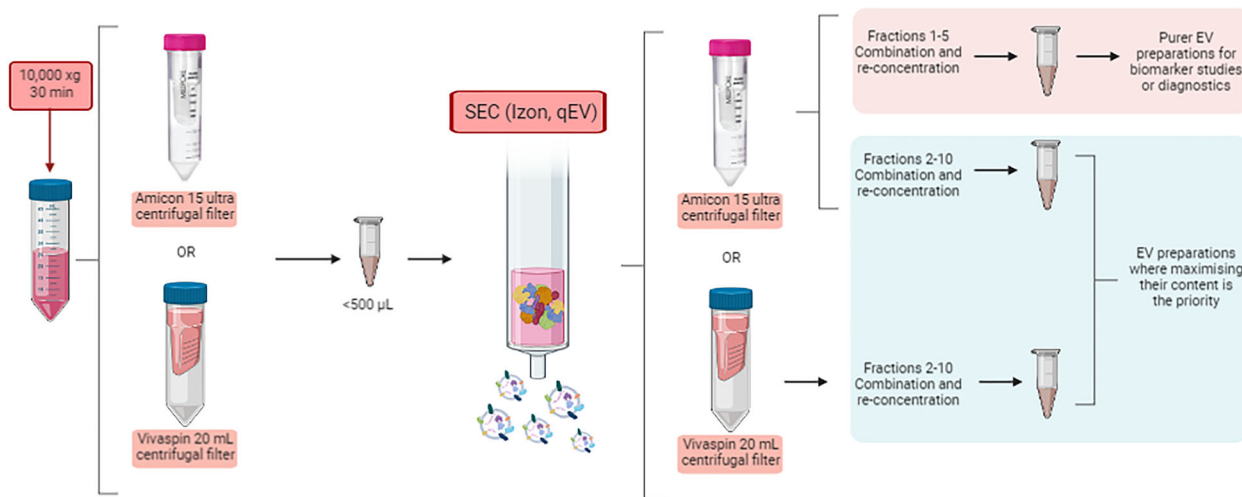 10,000 xg
30 min
Amicon 15 ultra
centrifugal filter
OR
Vivaspin 20 mL
centrifugal filter
<500 µL
SEC (Izon, qEV)
Amicon 15 ultra
centrifugal filter
OR
Vivaspin 20 mL
centrifugal filter
Fractions 1-5
Combination and
re-concentration
Purer EV
preparations for
biomarker studies
or diagnostics
Fractions 2-10
Combination and
re-concentration
Fractions 2-10
Combination and
re-concentration
EV preparations
where maximising
their content is
the priority